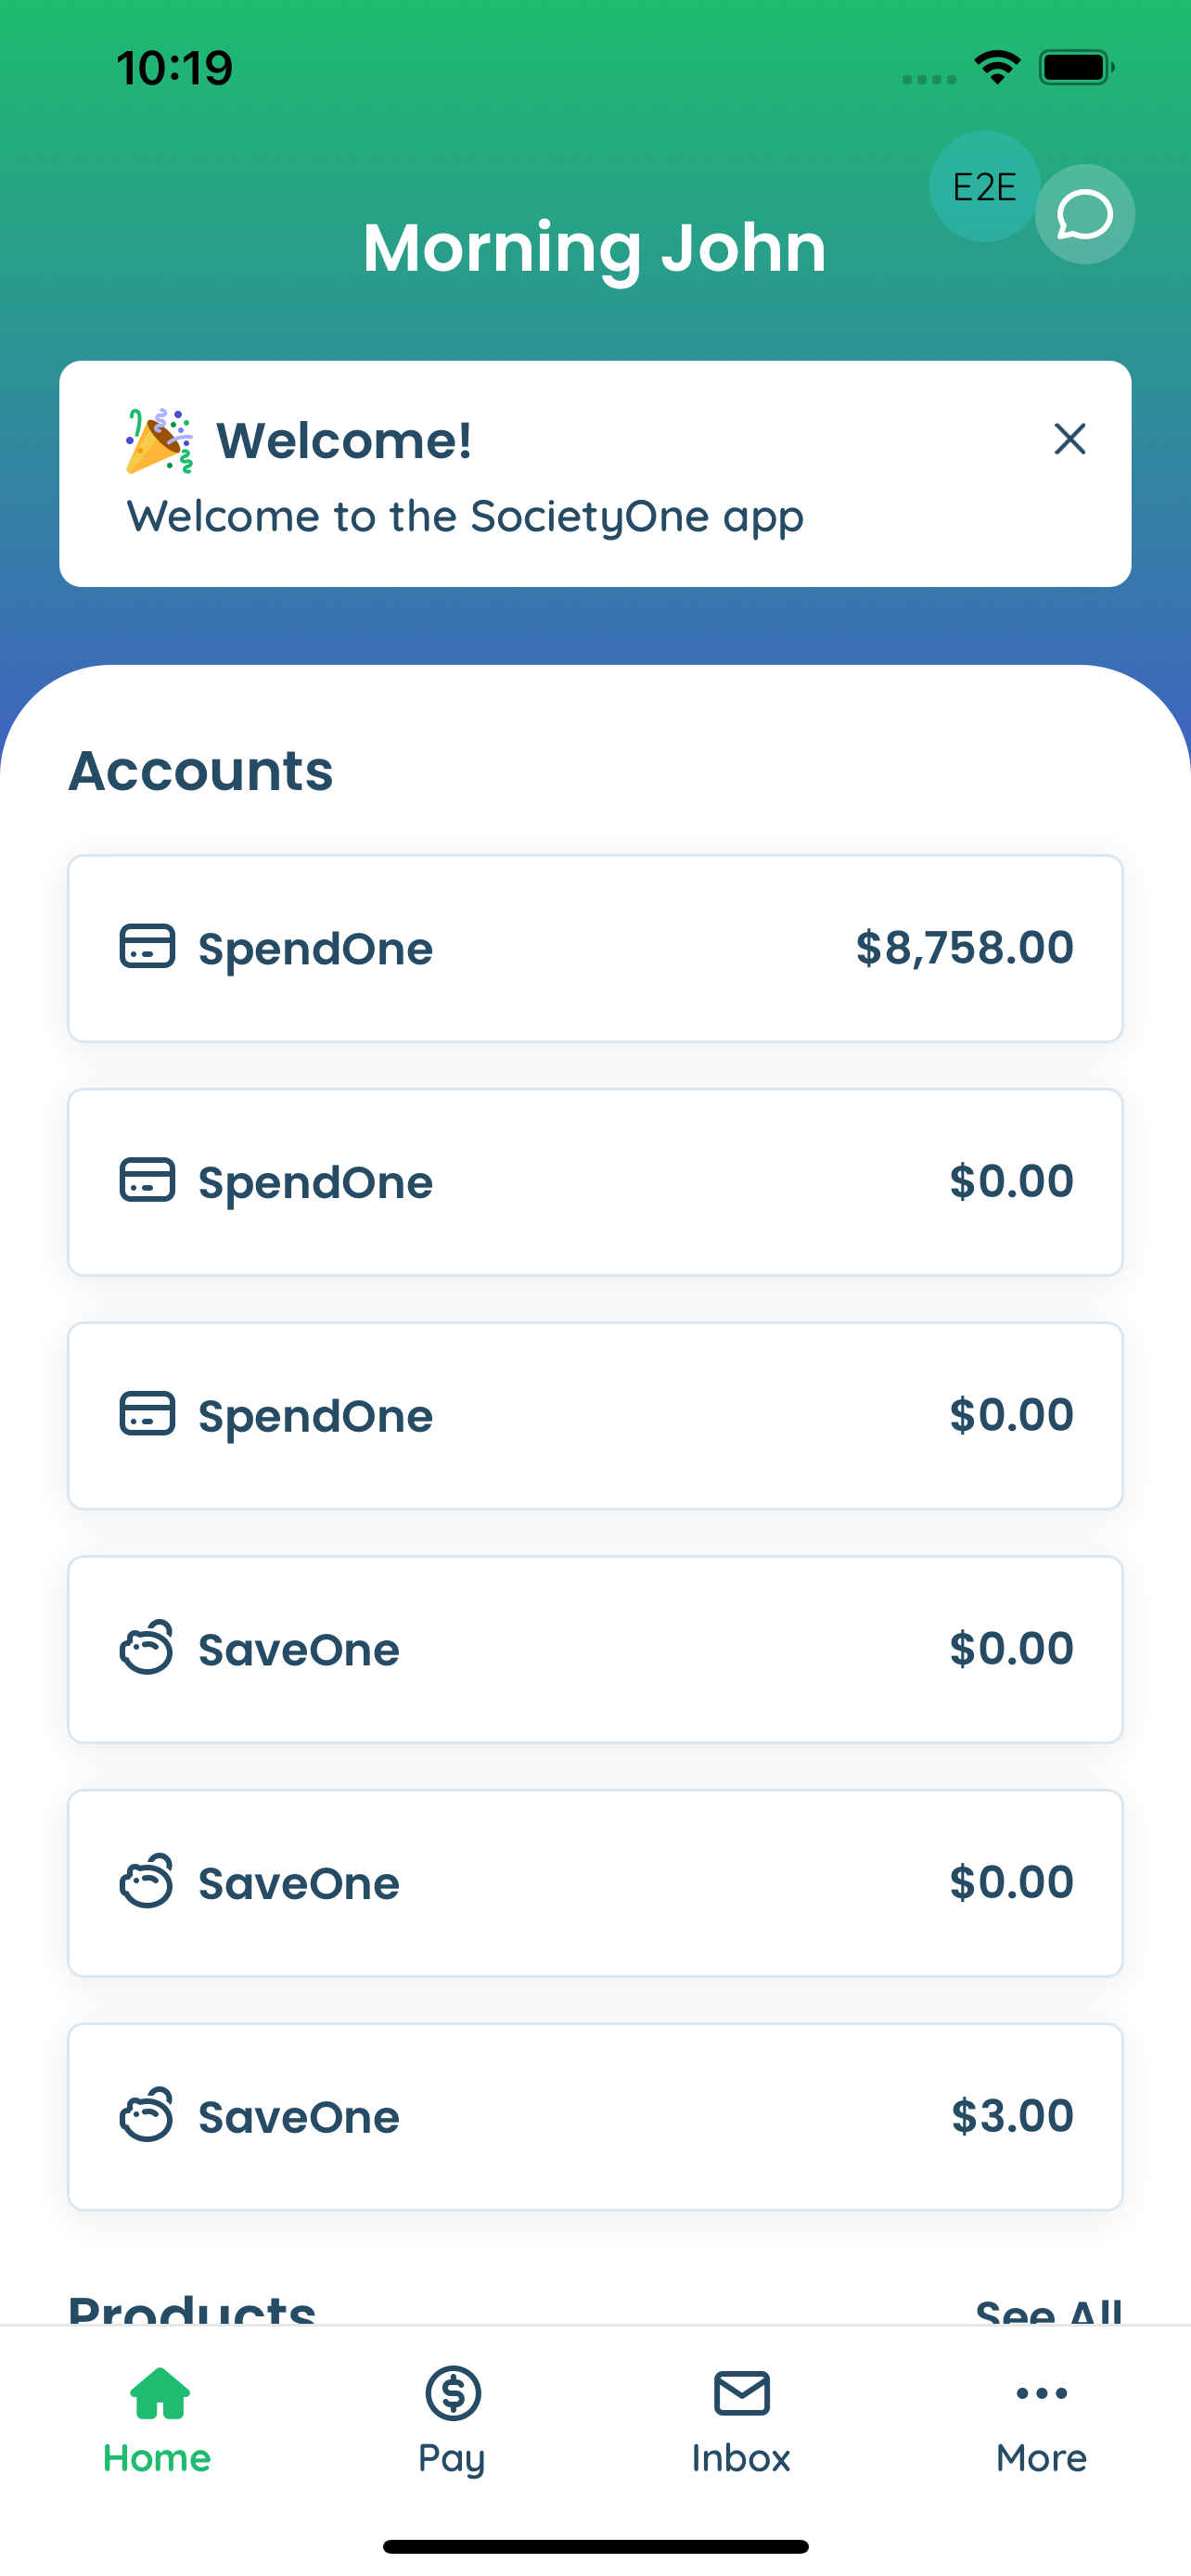 10:19
E2E
Morning John
Welcome!
Welcome to the SocietyOne app
Accounts
SpendOne $8,758.00
SpendOne $0.00
SpendOne $0.00
SaveOne $0.00
SaveOne $0.00
SaveOne $3.00
Products See All
Home Pay Inbox More